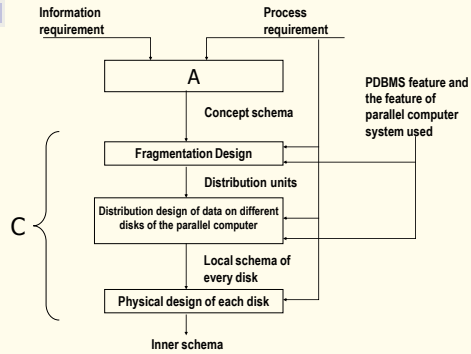 Information
requirement
Process
requirement
A
PDBMS feature and
the feature of
parallel computer
system used
Concept schema
Fragmentation Design
Distribution units
C
Distribution design of data on different
disks of the parallel computer
Local schema of
every disk
Physical design of each disk
Inner schema